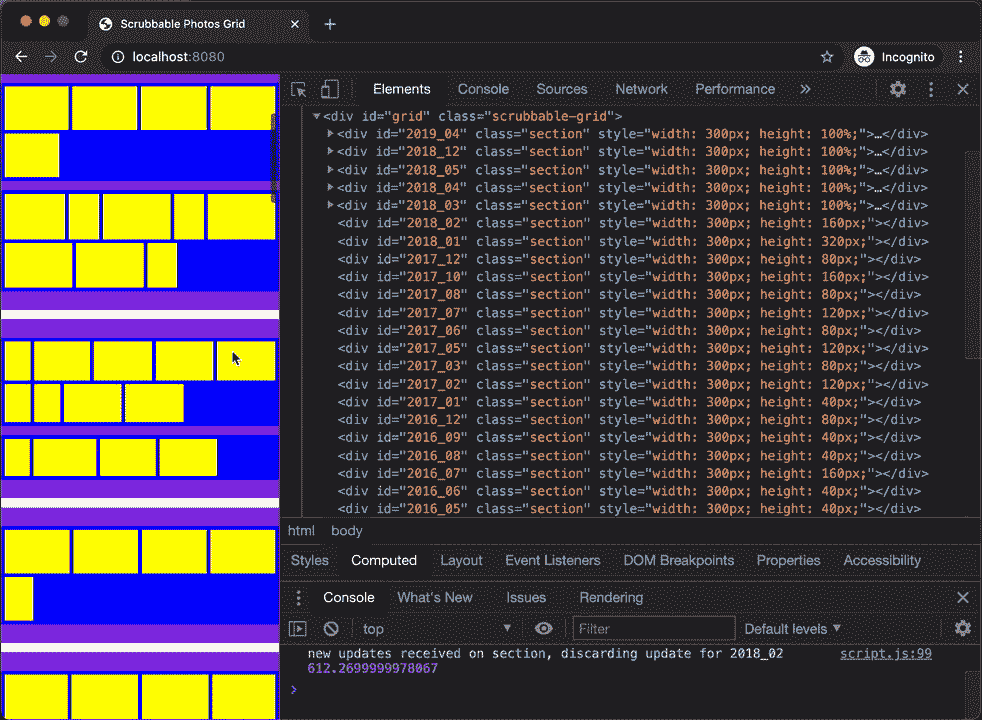 Scrubbable Photos Grid
localhost:8080
Incognito
Elements Console Sources Network Performance »
<div id="grid" class="scrubbable-grid">
<div id="2019_04" class="section" style="width: 300px; height: 100%;">…</div>
<div id="2018_12" class="section" style="width: 300px; height: 100%;">…</div>
<div id="2018_05" class="section" style="width: 300px; height: 100%;">…</div>
<div id="2018_04" class="section" style="width: 300px; height: 100%;">…</div>
<div id="2018_03" class="section" style="width: 300px; height: 100%;">…</div>
<div id="2018_02" class="section" style="width: 300px; height: 160px;"></div>
<div id="2018_01" class="section" style="width: 300px; height: 320px;"></div>
<div id="2017_12" class="section" style="width: 300px; height: 80px;"></div>
<div id="2017_10" class="section" style="width: 300px; height: 160px;"></div>
<div id="2017_08" class="section" style="width: 300px; height: 80px;"></div>
<div id="2017_07" class="section" style="width: 300px; height: 120px;"></div>
<div id="2017_06" class="section" style="width: 300px; height: 80px;"></div>
<div id="2017_05" class="section" style="width: 300px; height: 120px;"></div>
<div id="2017_03" class="section" style="width: 300px; height: 80px;"></div>
<div id="2017_02" class="section" style="width: 300px; height: 120px;"></div>
<div id="2017_01" class="section" style="width: 300px; height: 40px;"></div>
<div id="2016_12" class="section" style="width: 300px; height: 80px;"></div>
<div id="2016_09" class="section" style="width: 300px; height: 40px;"></div>
<div id="2016_08" class="section" style="width: 300px; height: 40px;"></div>
<div id="2016_07" class="section" style="width: 300px; height: 160px;"></div>
<div id="2016_06" class="section" style="width: 300px; height: 40px;"></div>
<div id="2016_05" class="section" style="width: 300px; height: 40px;"></div>
html body
Styles Computed Layout Event Listeners DOM Breakpoints Properties Accessibility
Console What's New Issues Rendering
top Filter Default levels
new updates received on section, discarding update for 2018_02 script.js:99
612.2699999978067